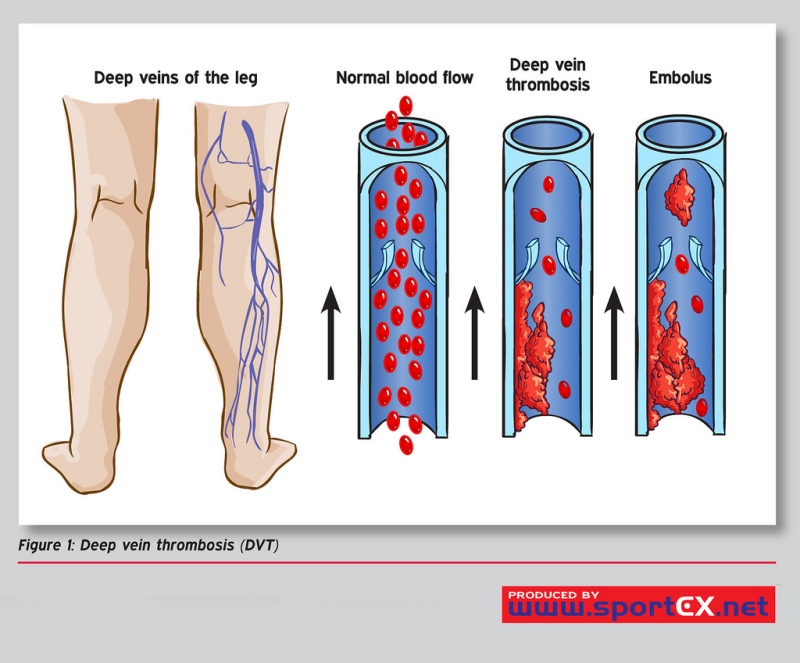 Deep veins of the leg
Normal blood flow
Deep vein
thrombosis
Embolus
Figure 1: Deep vein thrombosis (DVT)
PRODUCED BY
www.sportEX.net